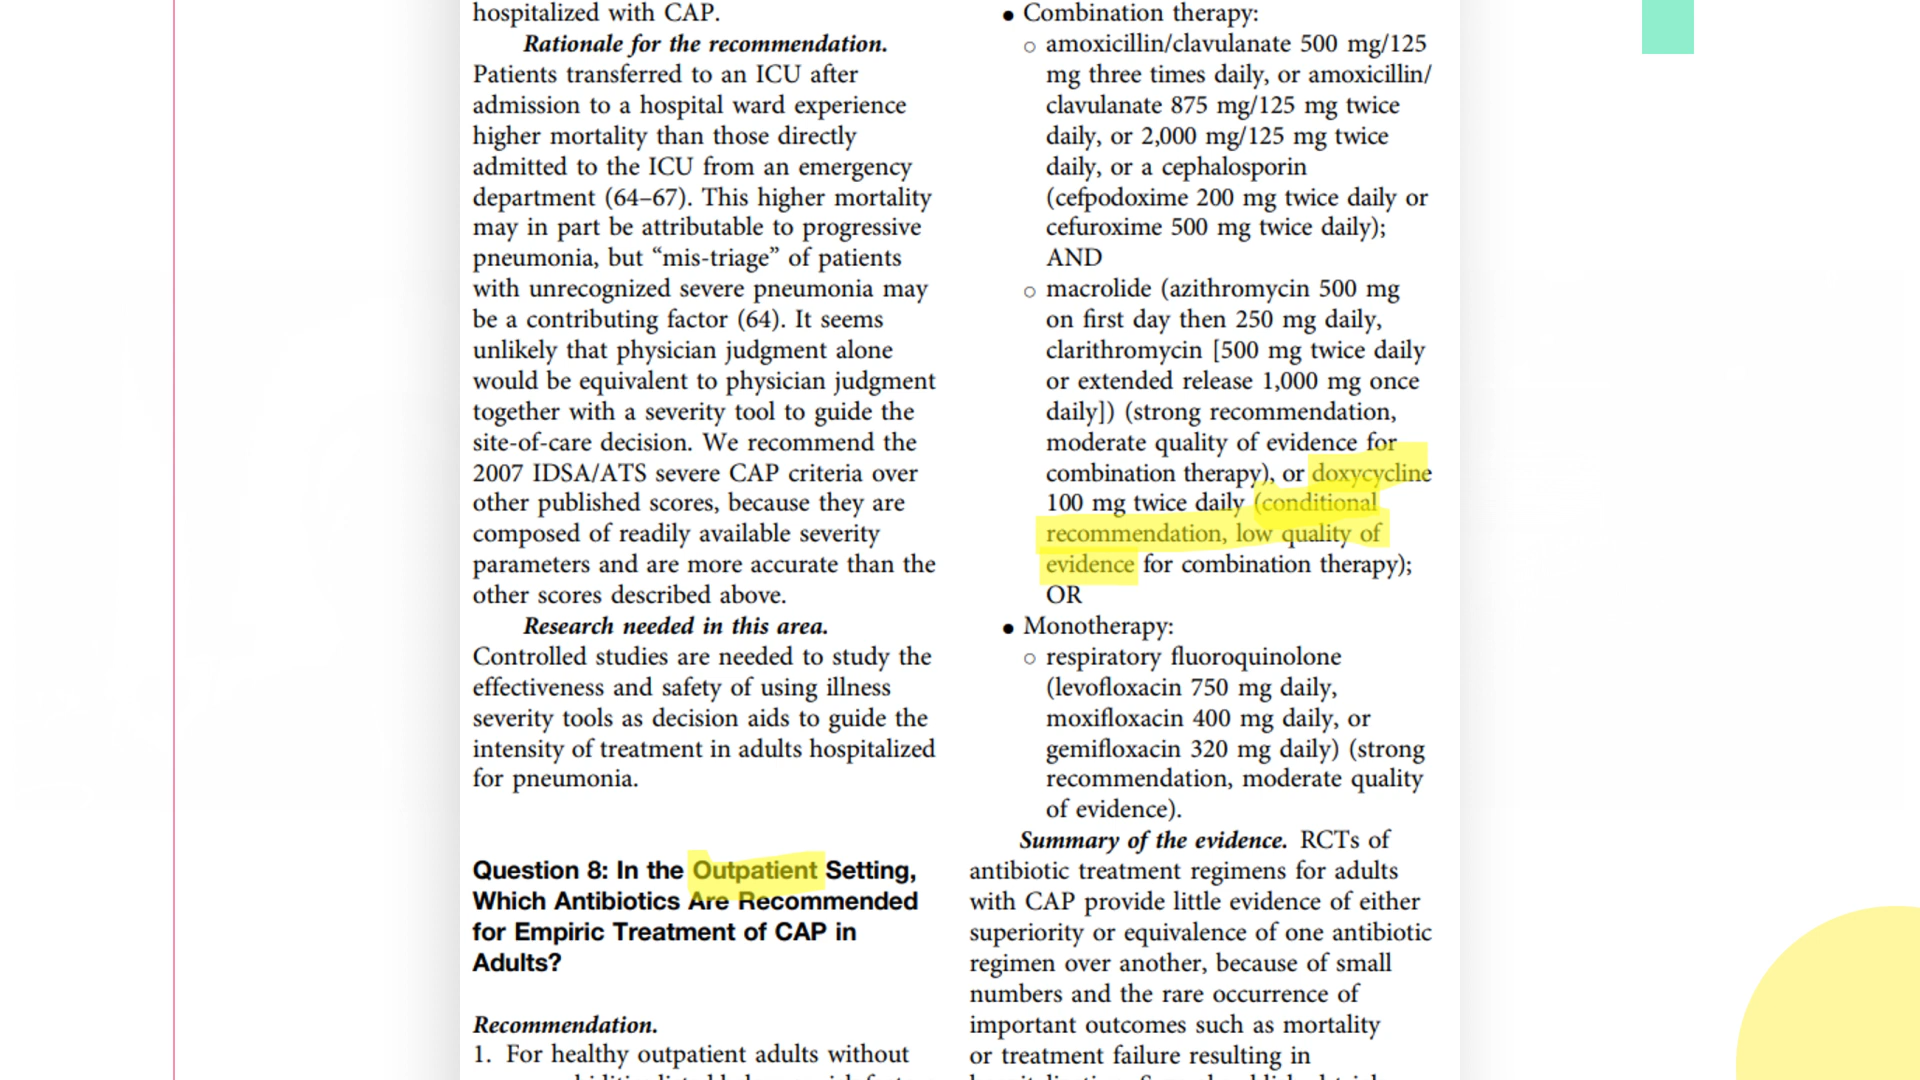 hospitalized with CAP.
Rationale for the recommendation.
Patients transferred to an ICU after
admission to a hospital ward experience
higher mortality than those directly
admitted to the ICU from an emergency
department (64–67). This higher mortality
may in part be attributable to progressive
pneumonia, but “mis-triage” of patients
with unrecognized severe pneumonia may
be a contributing factor (64). It seems
unlikely that physician judgment alone
would be equivalent to physician judgment
together with a severity tool to guide the
site-of-care decision. We recommend the
2007 IDSA/ATS severe CAP criteria over
other published scores, because they are
composed of readily available severity
parameters and are more accurate than the
other scores described above.
Research needed in this area.
Controlled studies are needed to study the
effectiveness and safety of using illness
severity tools as decision aids to guide the
intensity of treatment in adults hospitalized
for pneumonia.
Question 8: In the Outpatient Setting,
Which Antibiotics Are Recommended
for Empiric Treatment of CAP in
Adults?
Recommendation.
1. For healthy outpatient adults without
• Combination therapy:
○ amoxicillin/clavulanate 500 mg/125
mg three times daily, or amoxicillin/
clavulanate 875 mg/125 mg twice
daily, or 2,000 mg/125 mg twice
daily, or a cephalosporin
(cefpodoxime 200 mg twice daily or
cefuroxime 500 mg twice daily);
AND
○ macrolide (azithromycin 500 mg
on first day then 250 mg daily,
clarithromycin [500 mg twice daily
or extended release 1,000 mg once
daily]) (strong recommendation,
moderate quality of evidence for
combination therapy), or doxycycline
100 mg twice daily (conditional
recommendation, low quality of
evidence for combination therapy);
OR
• Monotherapy:
○ respiratory fluoroquinolone
(levofloxacin 750 mg daily,
moxifloxacin 400 mg daily, or
gemifloxacin 320 mg daily) (strong
recommendation, moderate quality
of evidence).
Summary of the evidence. RCTs of
antibiotic treatment regimens for adults
with CAP provide little evidence of either
superiority or equivalence of one antibiotic
regimen over another, because of small
numbers and the rare occurrence of
important outcomes such as mortality
or treatment failure resulting in